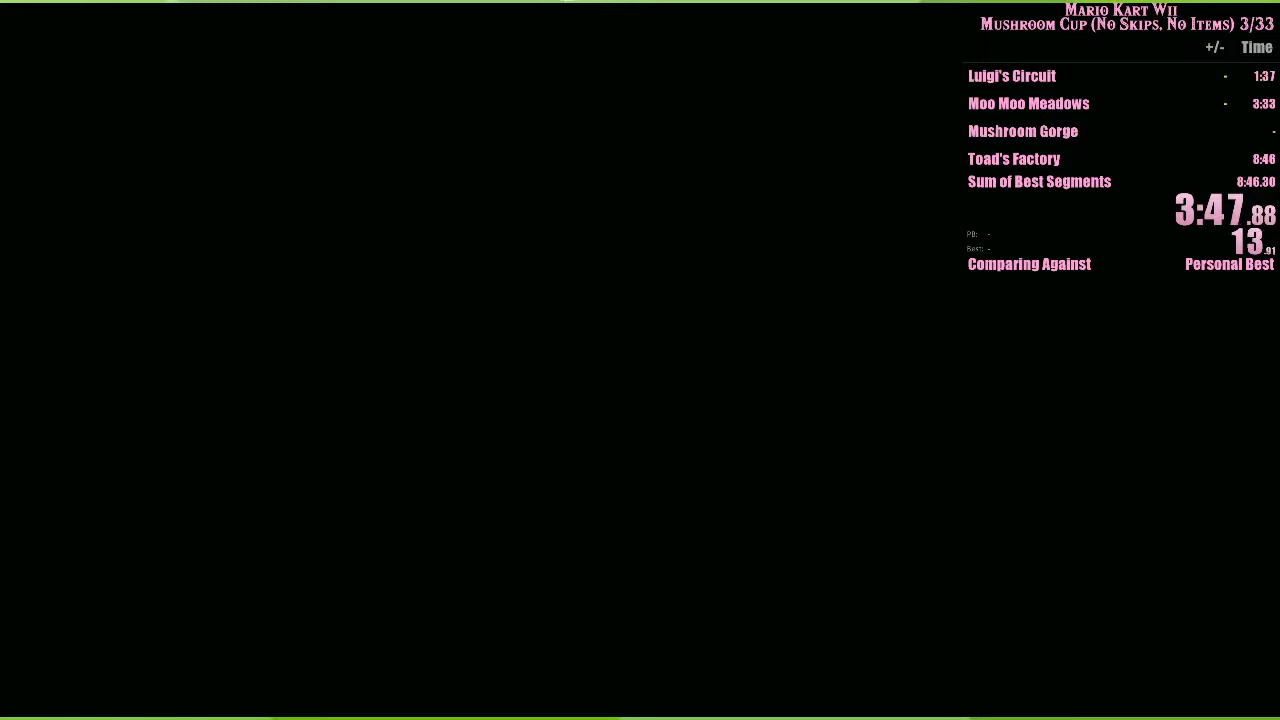 Mario Kart Wii
Mushroom Cup (No Skips, No Items) 3/33
+/- Time
Luigi's Circuit - 1:37
Moo Moo Meadows - 3:33
Mushroom Gorge -
Toad's Factory 8:46
Sum of Best Segments 8:46.30
3:47.88
PB: - 13.91
Best: -
Comparing Against Personal Best